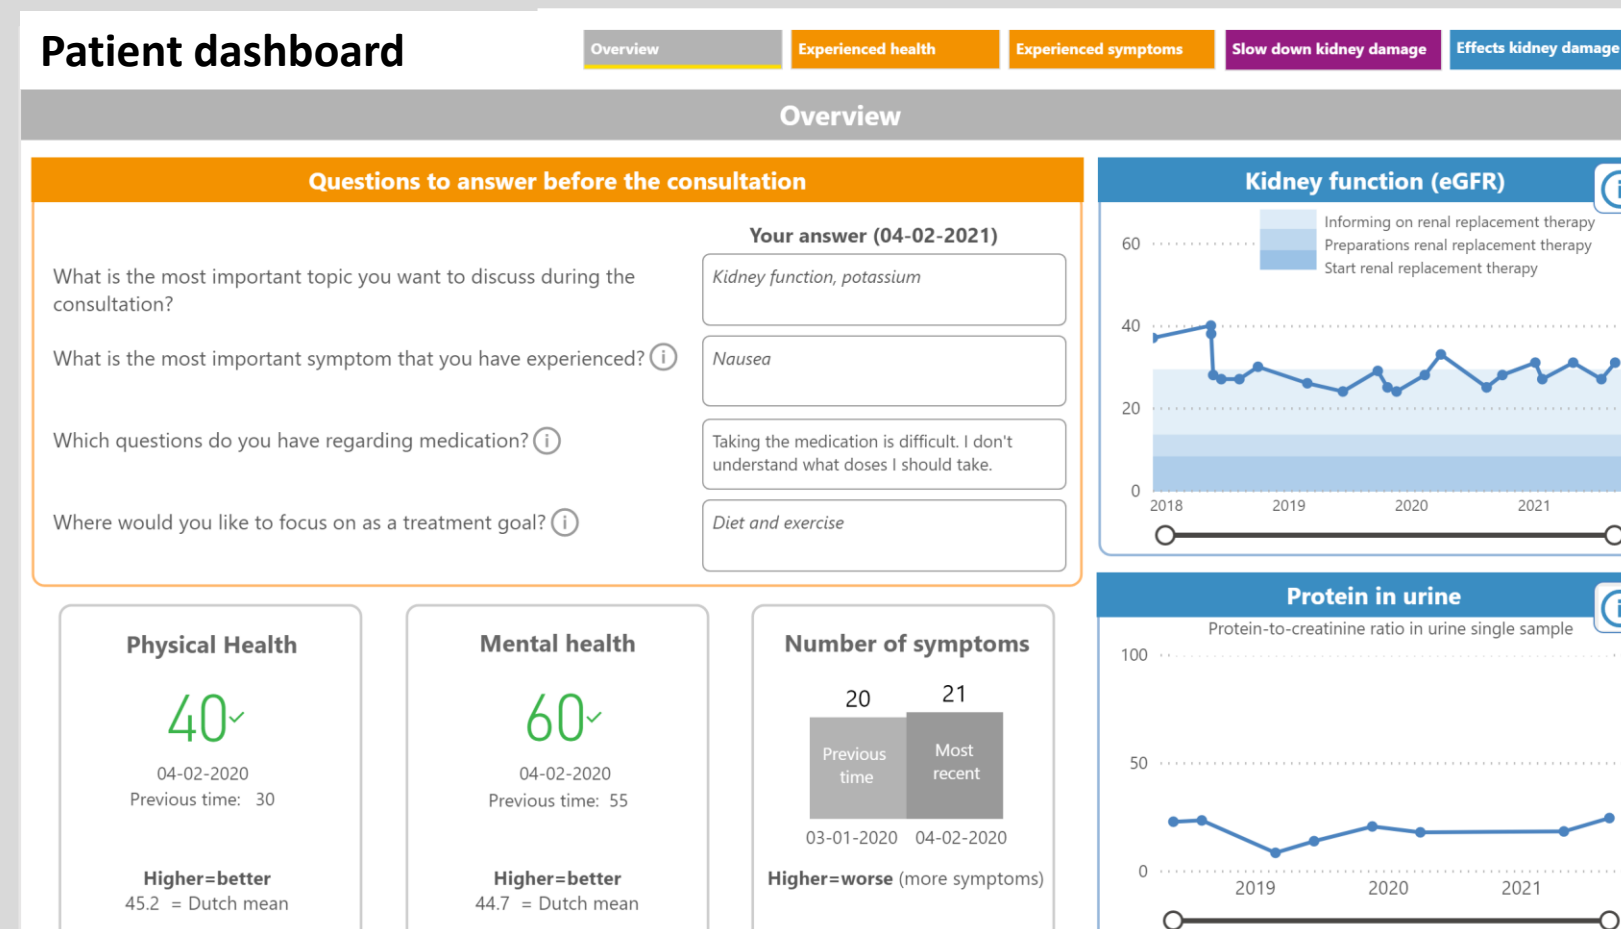 Patient dashboard
Overview
Experienced health
Experienced symptoms
Slow down kidney damage
Effects kidney damage
Overview
Questions to answer before the consultation
Your answer (04-02-2021)
What is the most important topic you want to discuss during the
consultation?
Kidney function, potassium
What is the most important symptom that you have experienced? i
Nausea
Which questions do you have regarding medication? i
Taking the medication is difficult. I don't
understand what doses I should take.
Where would you like to focus on as a treatment goal? i
Diet and exercise
Physical Health
40
04-02-2020
Previous time: 30
Higher=better
45.2 = Dutch mean
Mental health
60
04-02-2020
Previous time: 55
Higher=better
44.7 = Dutch mean
Number of symptoms
20
21
Previous
time
Most
recent
03-01-2020 04-02-2020
Higher=worse (more symptoms)
Kidney function (eGFR)
i
Informing on renal replacement therapy
Preparations renal replacement therapy
Start renal replacement therapy
60
40
20
0
2018 2019 2020 2021
Protein in urine
i
Protein-to-creatinine ratio in urine single sample
100
50
0
2019 2020 2021